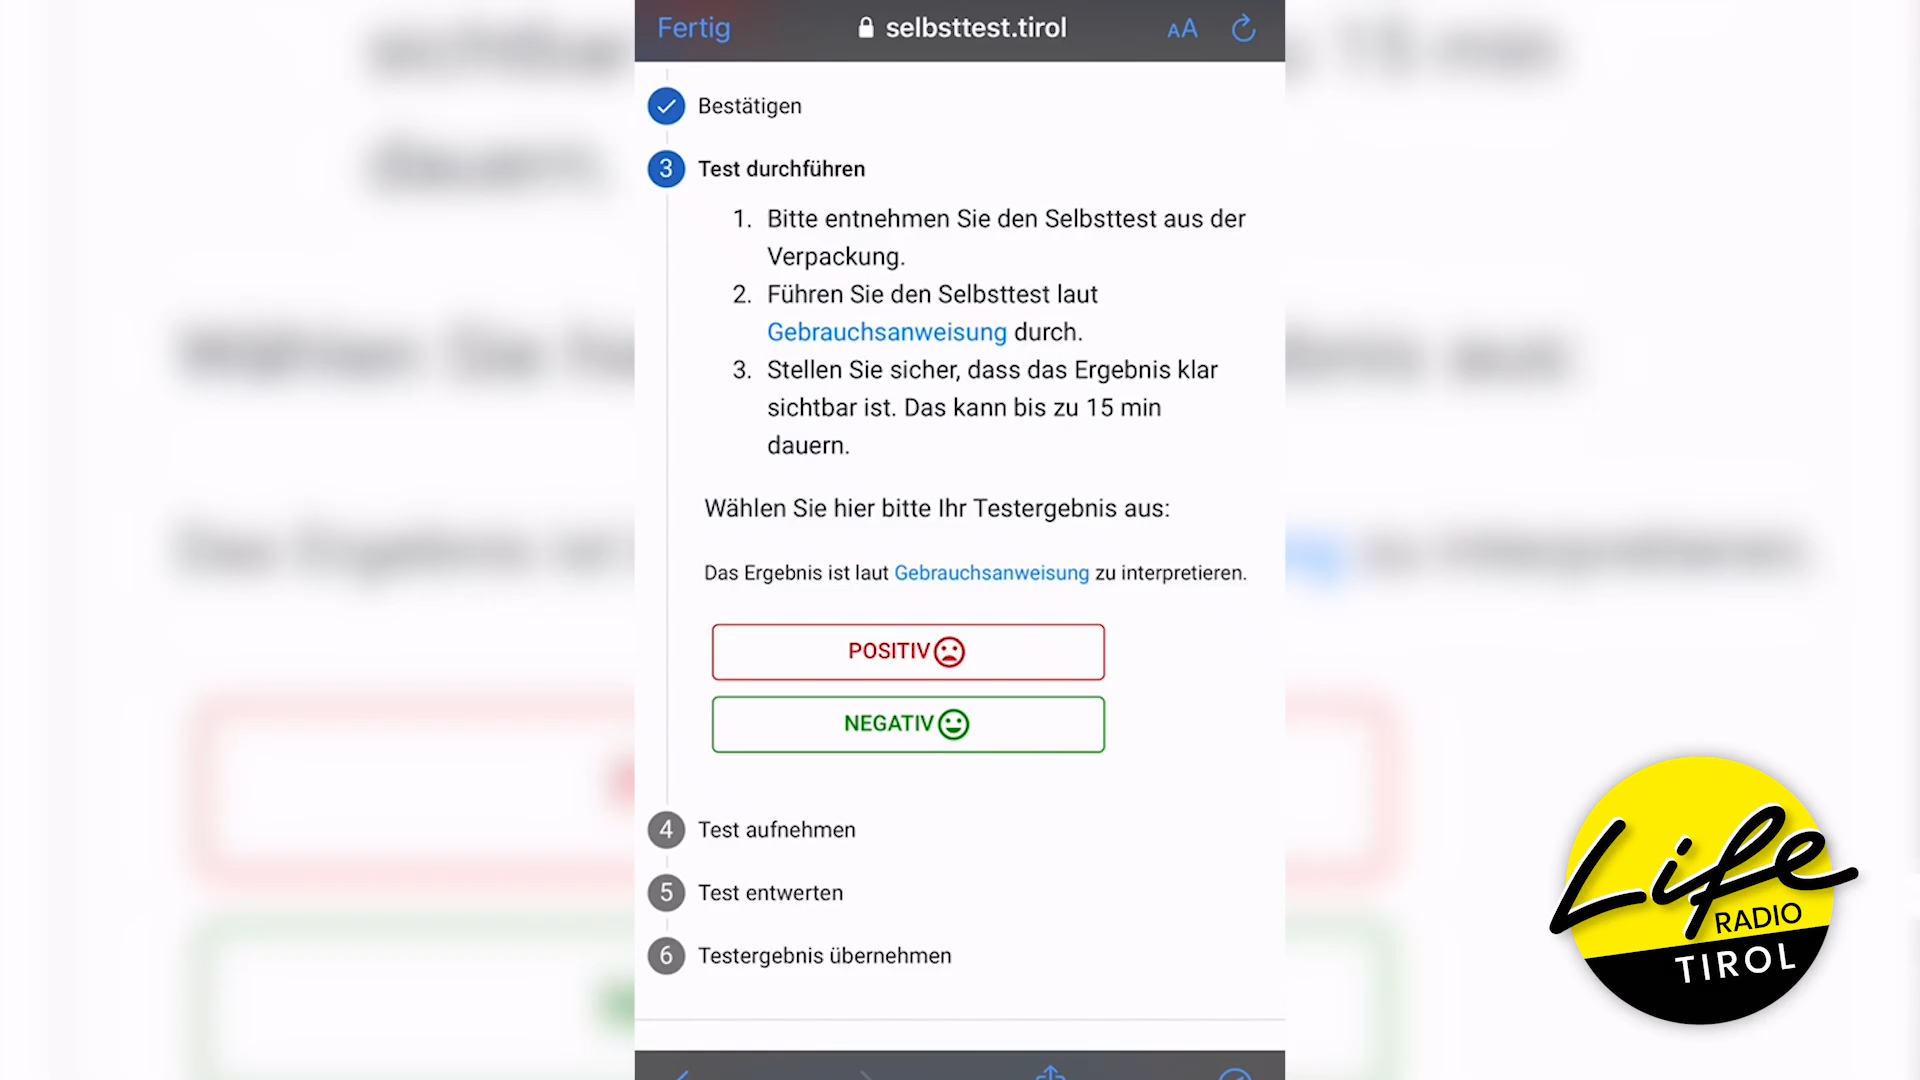 Fertig
selbsttest.tirol
AA
Bestätigen
3 Test durchführen
1. Bitte entnehmen Sie den Selbsttest aus der
Verpackung.
2. Führen Sie den Selbsttest laut
Gebrauchsanweisung durch.
3. Stellen Sie sicher, dass das Ergebnis klar
sichtbar ist. Das kann bis zu 15 min
dauern.
Wählen Sie hier bitte Ihr Testergebnis aus:
Das Ergebnis ist laut Gebrauchsanweisung zu interpretieren.
POSITIV
NEGATIV
4 Test aufnehmen
5 Test entwerten
6 Testergebnis übernehmen
Life
RADIO
TIROL